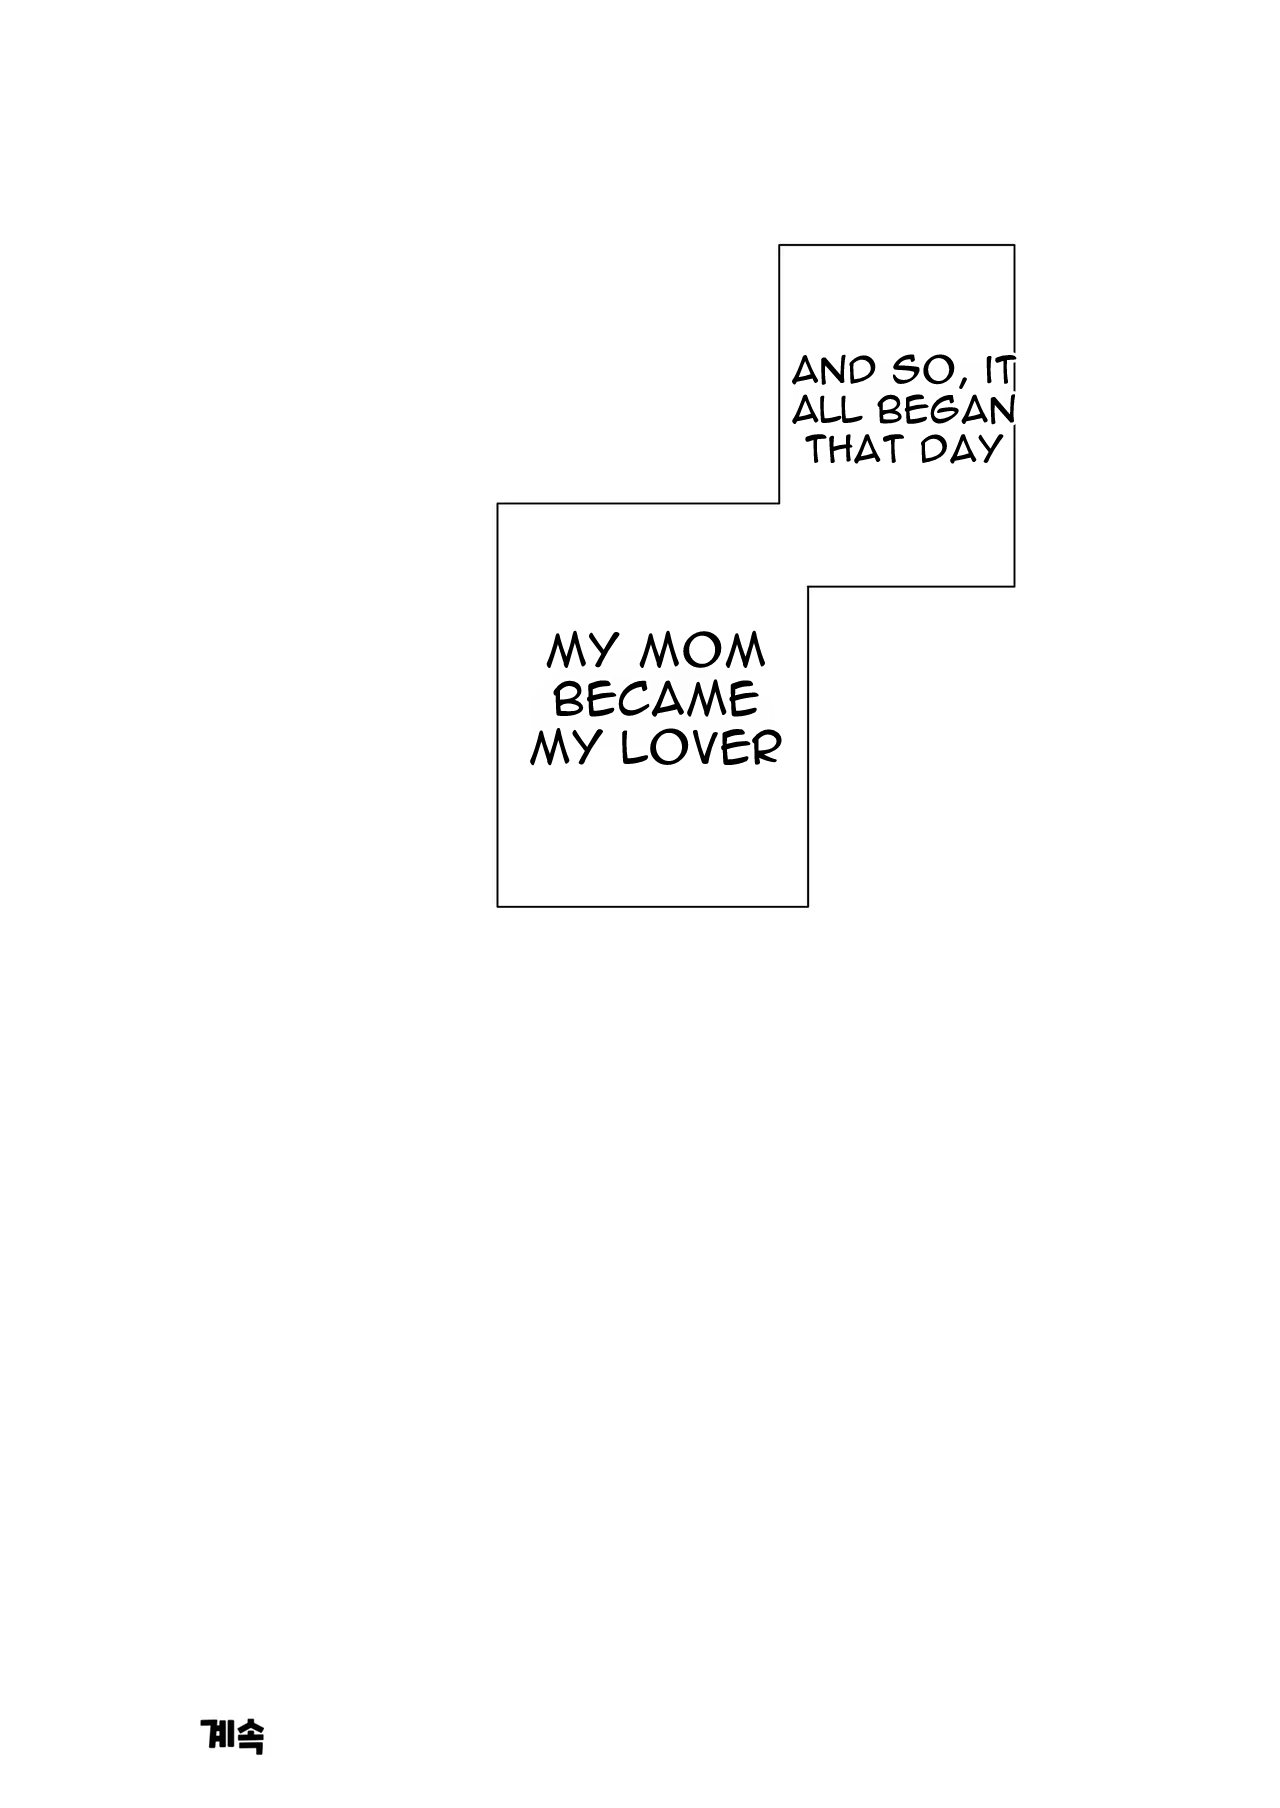 AND SO, IT
ALL BEGAN
THAT DAY
MY MOM
BECAME
MY LOVER
계속